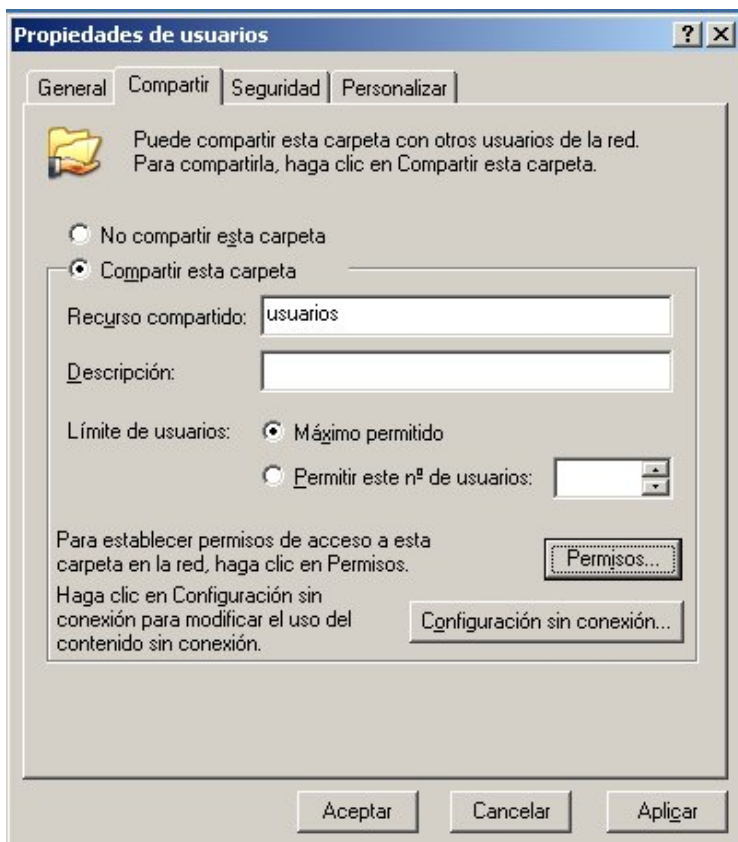 Propiedades de usuarios
General Compartir Seguridad Personalizar
Puede compartir esta carpeta con otros usuarios de la red.
Para compartirla, haga clic en Compartir esta carpeta.
No compartir esta carpeta
Compartir esta carpeta
Recurso compartido: usuarios
Descripción:
Límite de usuarios: Máximo permitido
Permitir este nº de usuarios:
Para establecer permisos de acceso a esta
carpeta en la red, haga clic en Permisos.
Permisos...
Haga clic en Configuración sin
conexión para modificar el uso del
contenido sin conexión.
Configuración sin conexión...
Aceptar Cancelar Aplicar